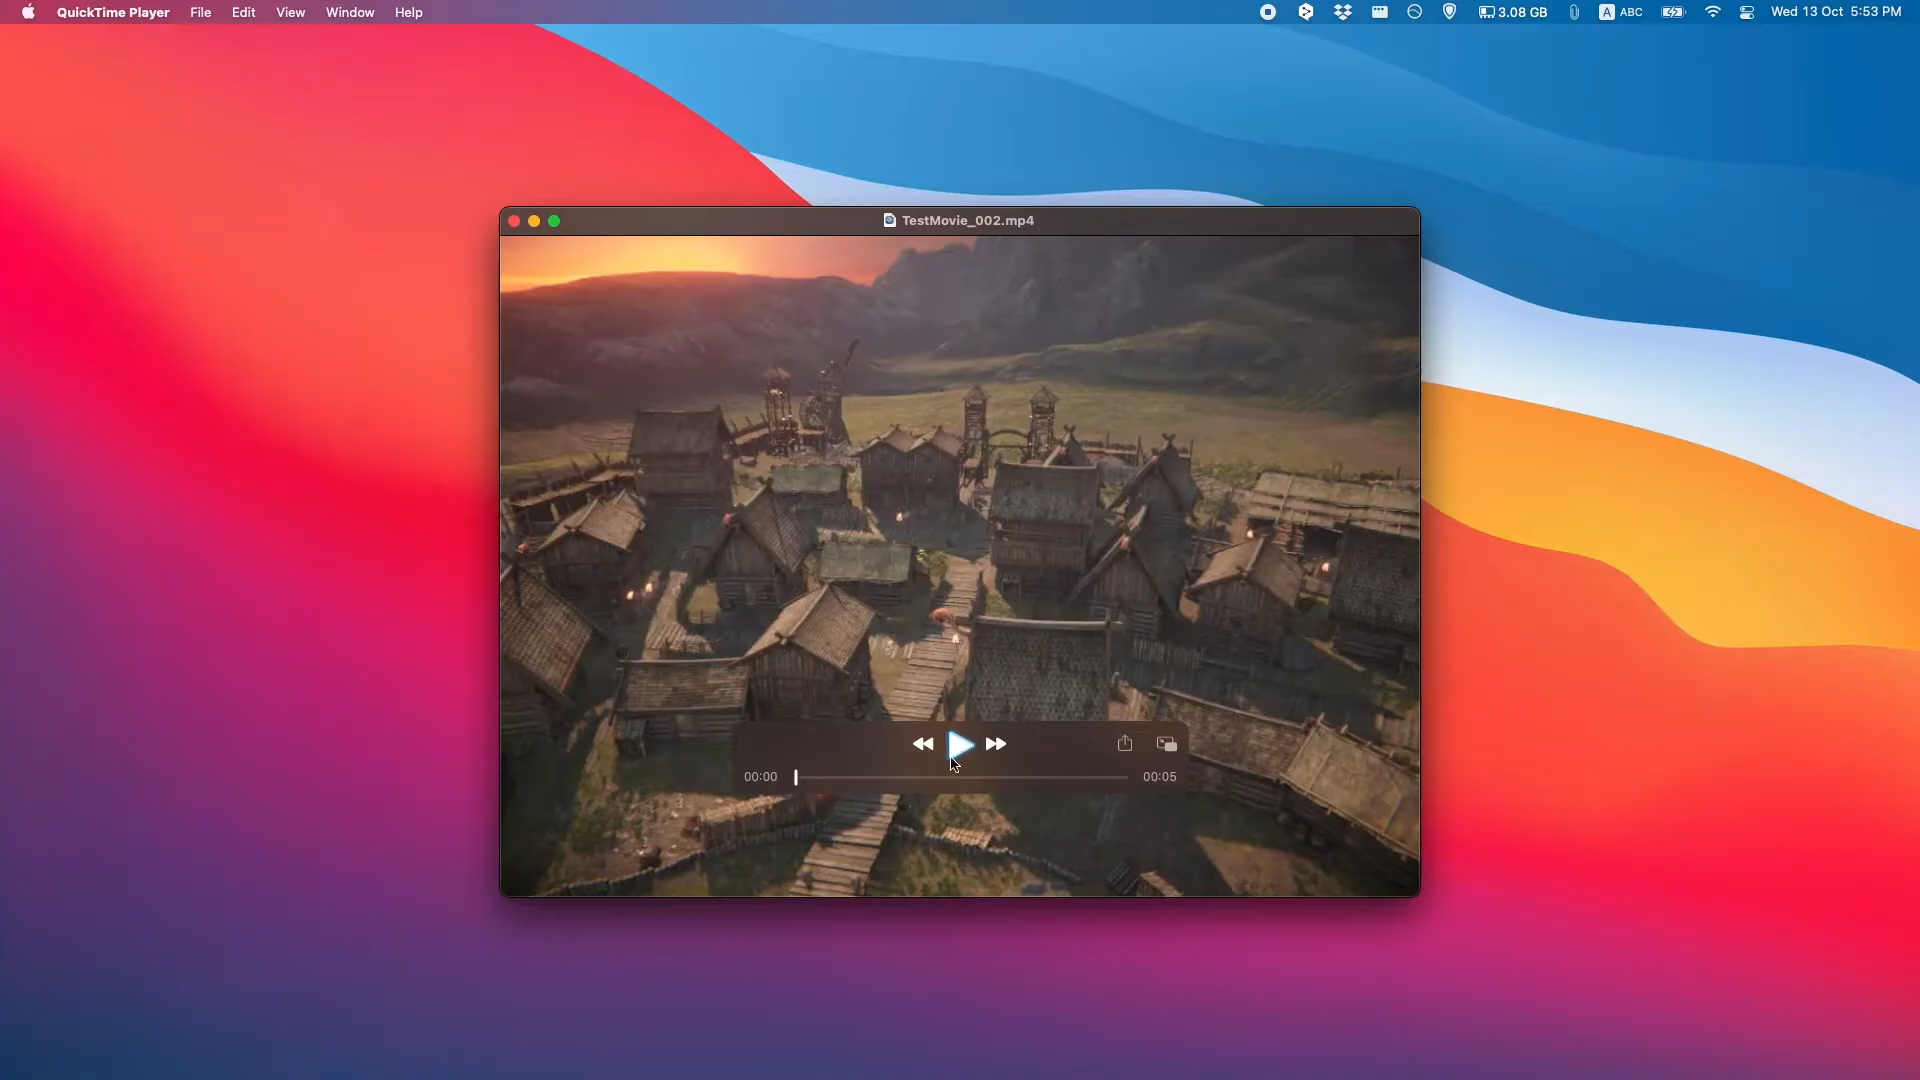 QuickTime Player File Edit View Window Help 3.08 GB A ABC Wed 13 Oct 5:53 PM
TestMovie_002.mp4
00:00 00:05